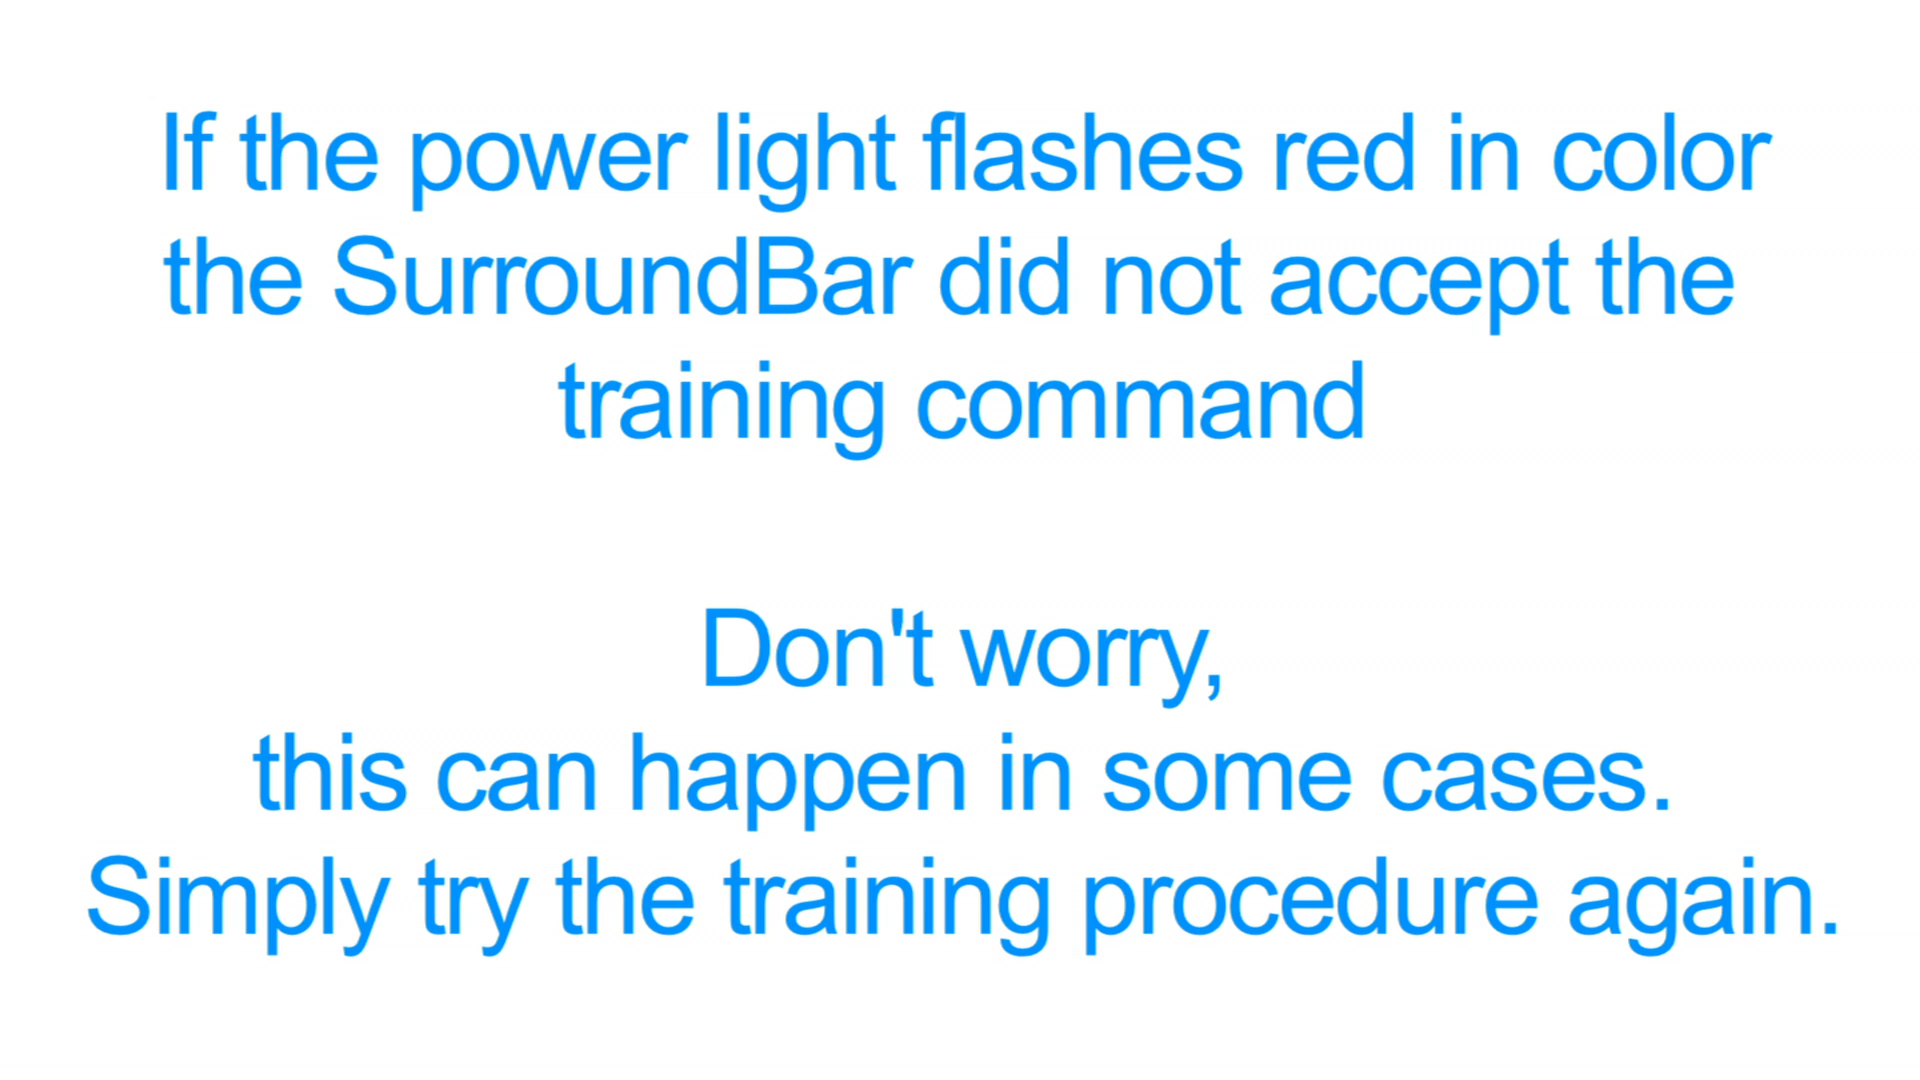 If the power light flashes red in color
the SurroundBar did not accept the
training command
Don't worry,
this can happen in some cases.
Simply try the training procedure again.